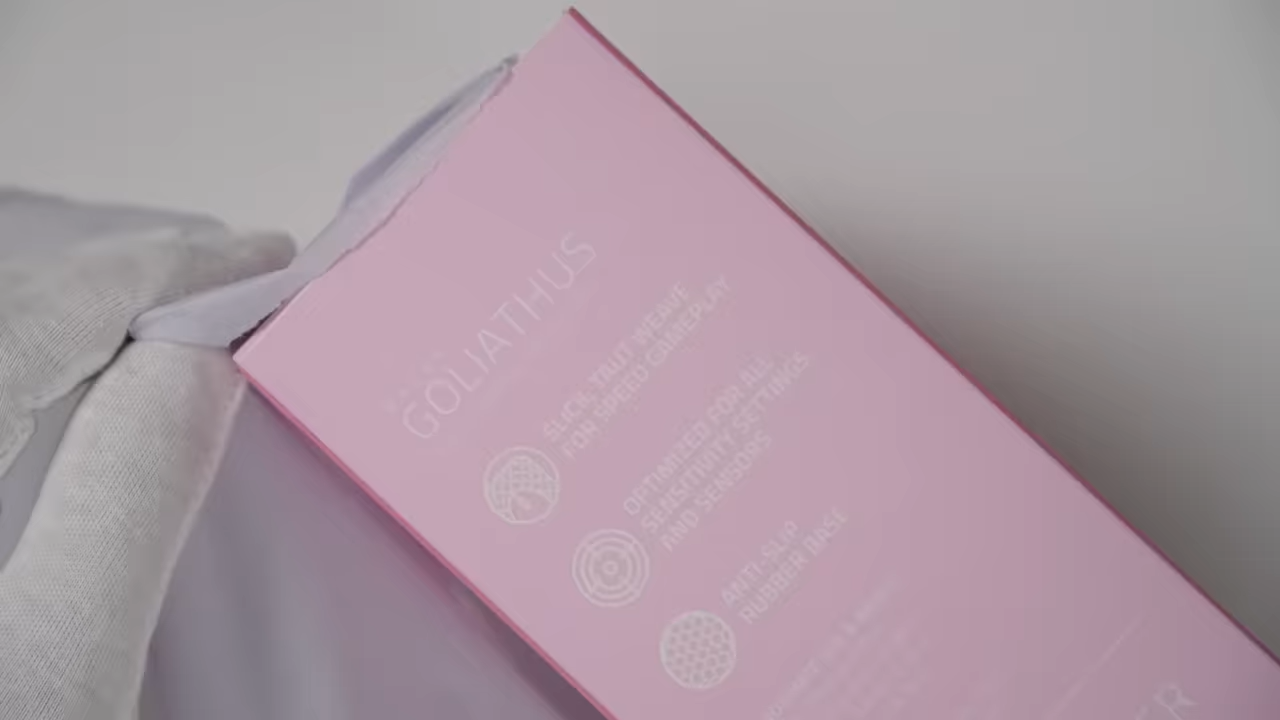 GOLIATHUS
SLICK, TAUT WEAVE
FOR SPEED GAMEPLAY
OPTIMIZED FOR ALL
SENSITIVITY SETTINGS
AND SENSORS
ANTI-SLIP
RUBBER BASE